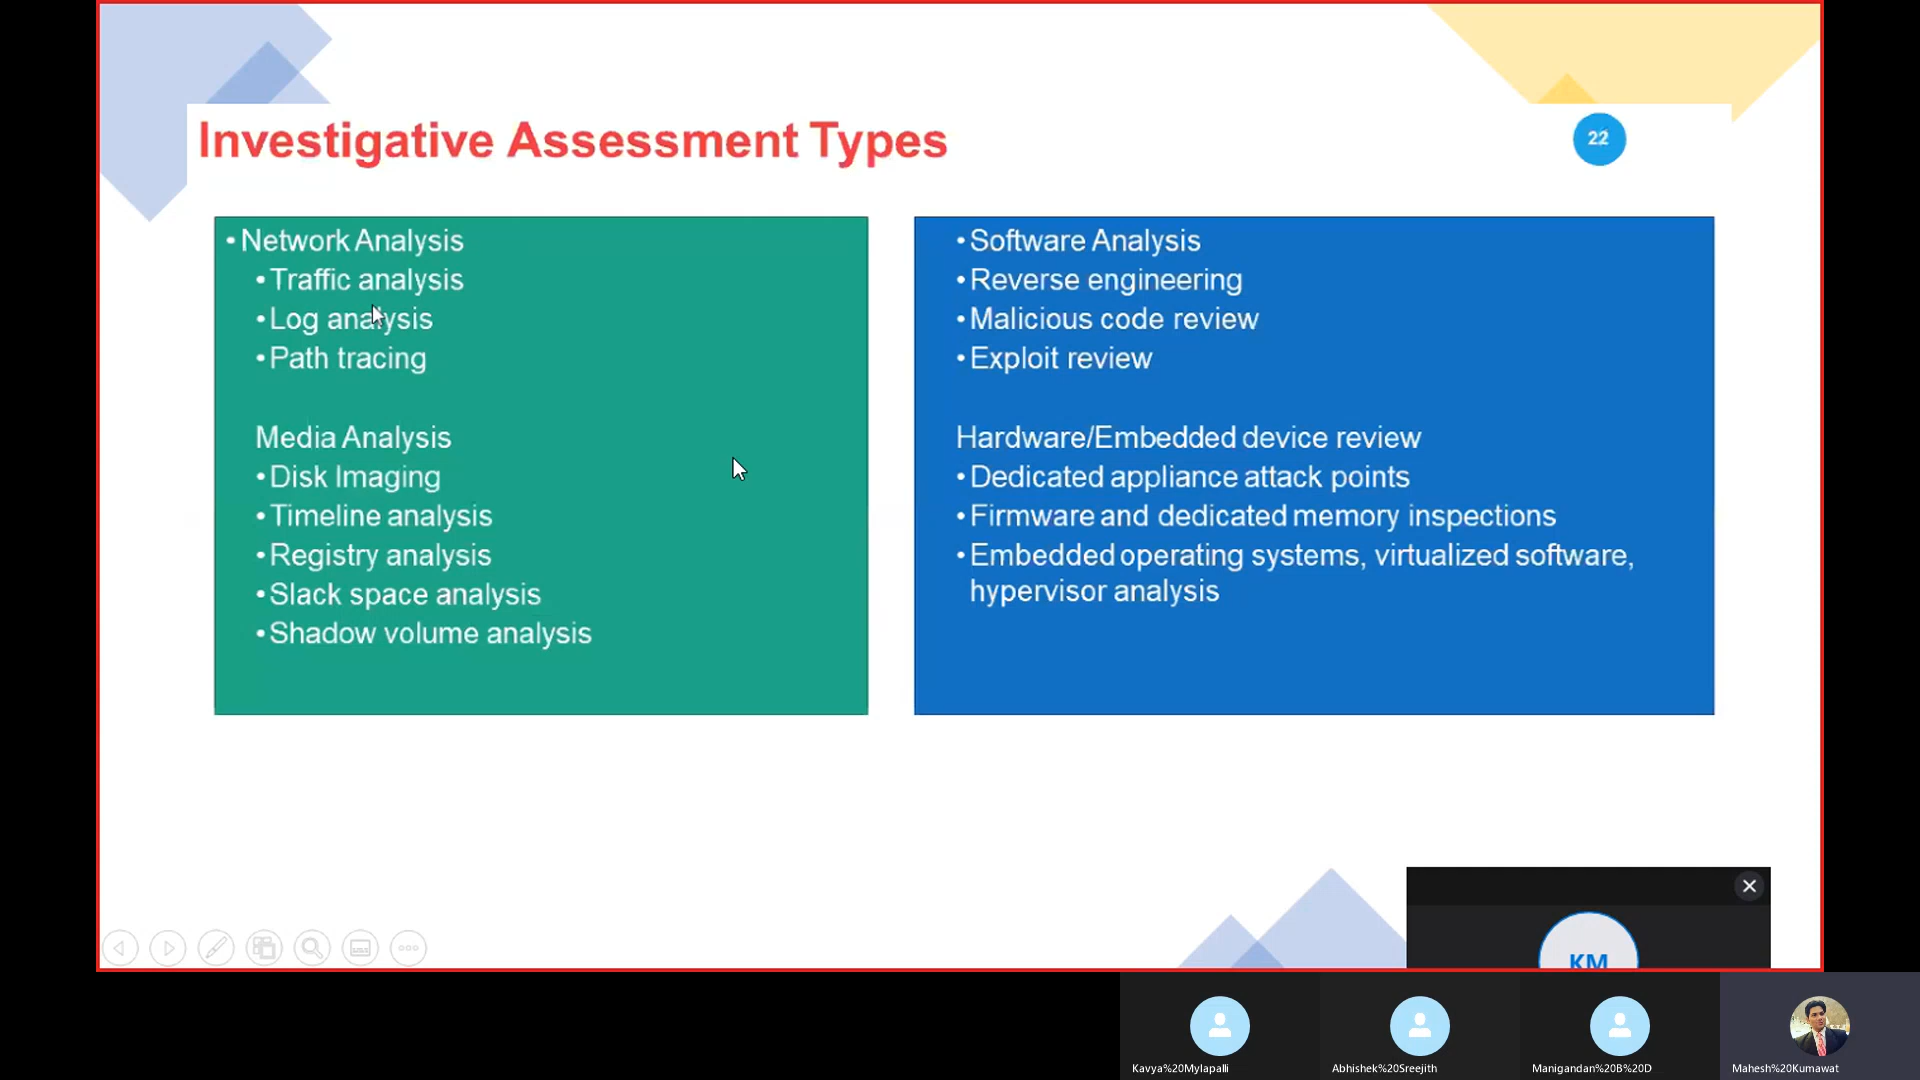 Investigative Assessment Types
22
• Network Analysis
• Traffic analysis
• Log analysis
• Path tracing
Media Analysis
• Disk Imaging
• Timeline analysis
• Registry analysis
• Slack space analysis
• Shadow volume analysis
• Software Analysis
• Reverse engineering
• Malicious code review
• Exploit review
Hardware/Embedded device review
• Dedicated appliance attack points
• Firmware and dedicated memory inspections
• Embedded operating systems, virtualized software,
hypervisor analysis
KM
Kavya%20Mylapalli
Abhishek%20Sreejith
Manigandan%20B%20D
Mahesh%20Kumawat